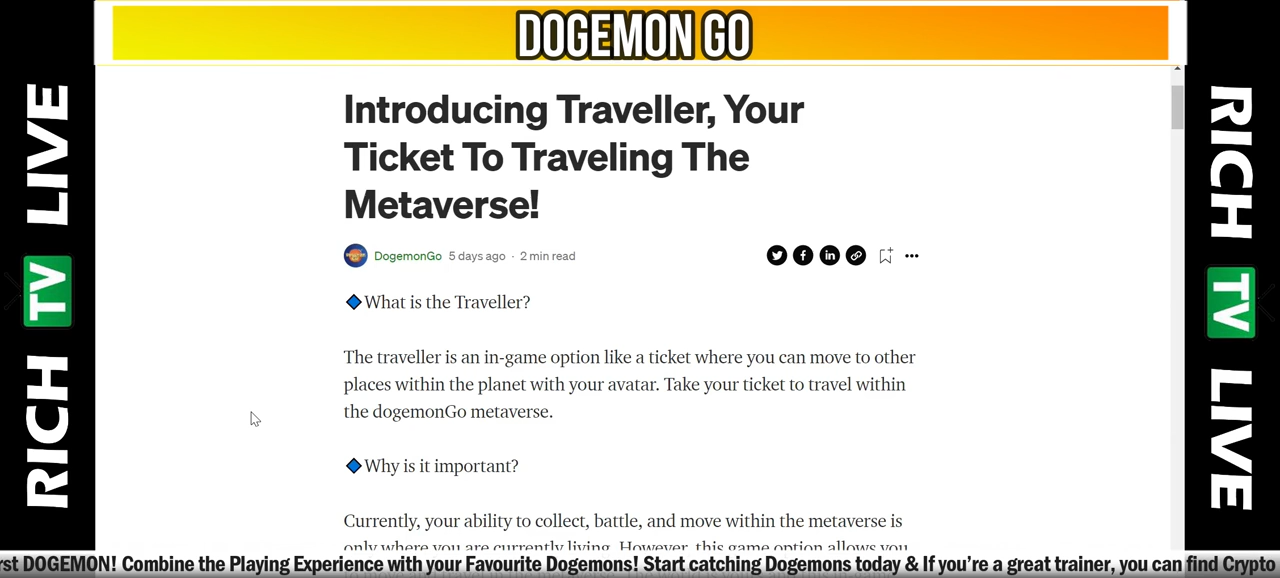 DOGEMON GO
RICH TV LIVE
Introducing Traveller, Your
Ticket To Traveling The
Metaverse!
DogemonGo 5 days ago · 2 min read
What is the Traveller?
The traveller is an in-game option like a ticket where you can move to other
places within the planet with your avatar. Take your ticket to travel within
the dogemonGo metaverse.
Why is it important?
Currently, your ability to collect, battle, and move within the metaverse is
only where you are currently living. However, this game option allows you
RICH TV LIVE
DOGEMON! Combine the Playing Experience with your Favourite Dogemons! Start catching Dogemons today & If you're a great trainer, you can find Crypto